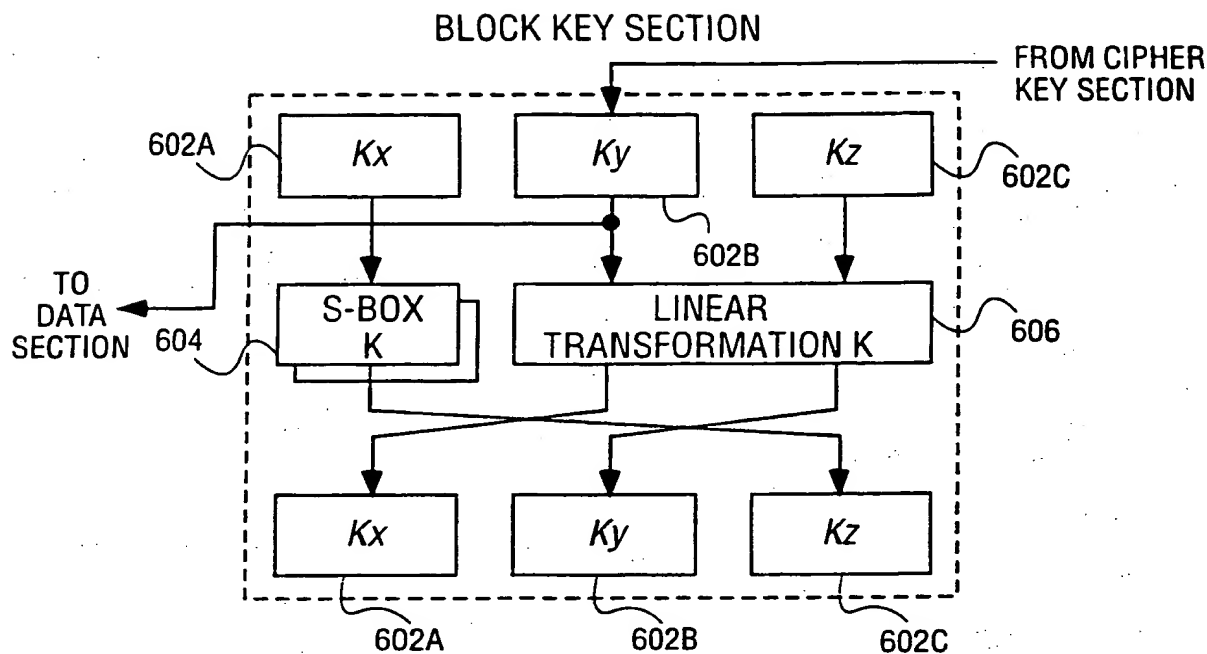 BLOCK KEY SECTION
FROM CIPHER
KEY SECTION
602A
Kx
Ky
Kz
602C
602B
TO
DATA
SECTION
604
S-BOX
K
LINEAR
TRANSFORMATION K
606
Kx
Ky
Kz
602A
602B
602C